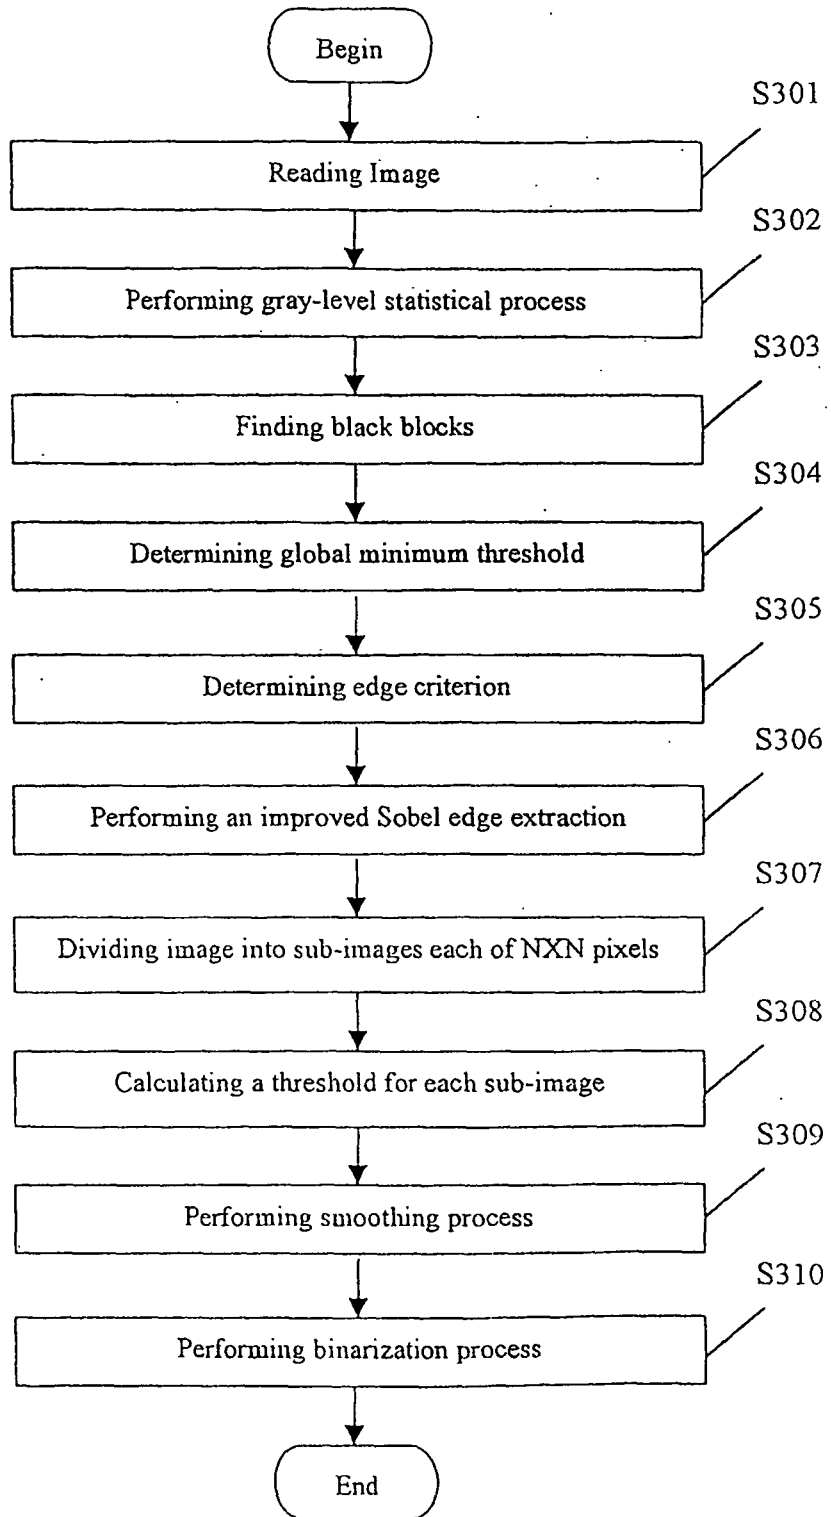 Begin
S301
Reading Image
S302
Performing gray-level statistical process
S303
Finding black blocks
S304
Determining global minimum threshold
S305
Determining edge criterion
S306
Performing an improved Sobel edge extraction
S307
Dividing image into sub-images each of NXN pixels
S308
Calculating a threshold for each sub-image
S309
Performing smoothing process
S310
Performing binarization process
End